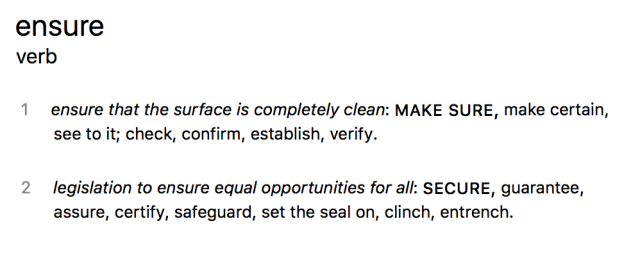 ensure
verb
1 ensure that the surface is completely clean: MAKE SURE, make certain,
see to it; check, confirm, establish, verify.
2 legislation to ensure equal opportunities for all: SECURE, guarantee,
assure, certify, safeguard, set the seal on, clinch, entrench.